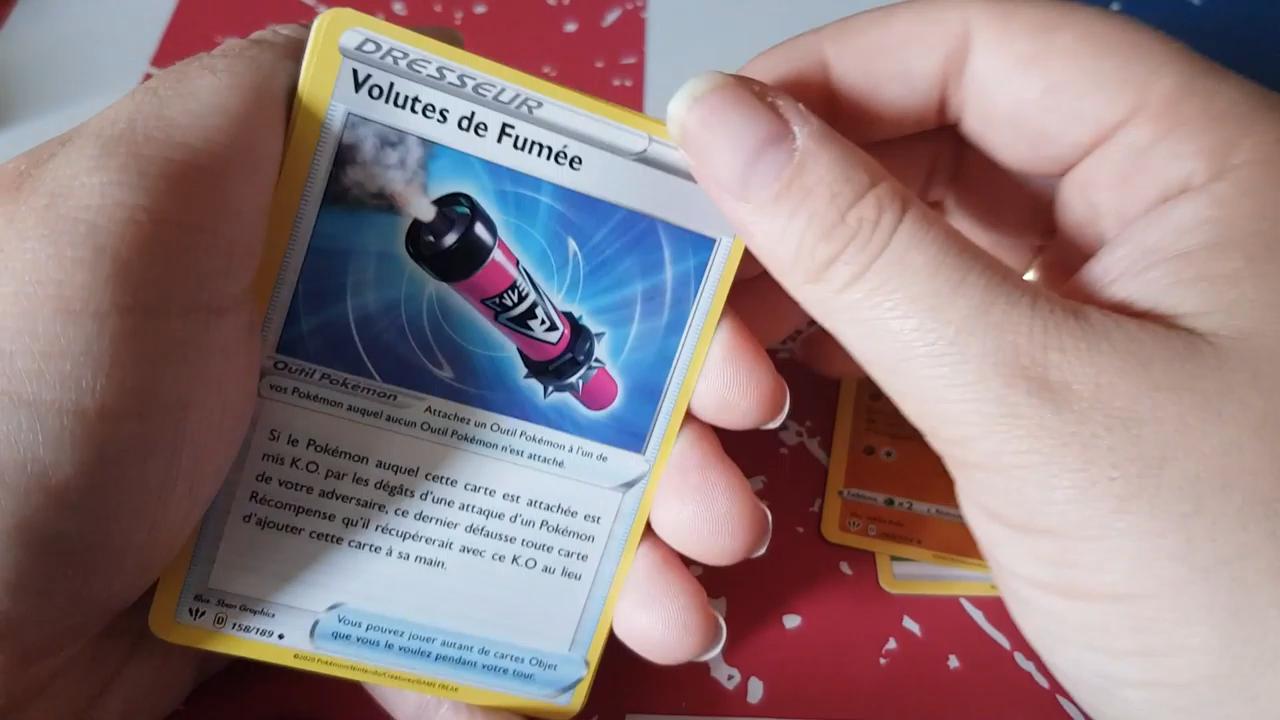 DRESSEUR
Volutes de Fumée
Outil Pokémon
Attachez un Outil Pokémon à l'un de
vos Pokémon auquel aucun Outil Pokémon n'est attaché.
Si le Pokémon auquel cette carte est attachée est
mis K.O. par les dégâts d'une attaque d'un Pokémon
de votre adversaire, ce dernier défausse toute carte
Récompense qu'il récupérerait avec ce K.O au lieu
d'ajouter cette carte à sa main.
Illus. 5ban Graphics
D 158/189
Vous pouvez jouer autant de cartes Objet
que vous le voulez pendant votre tour.
©2020 Pokémon/Nintendo/Creatures/GAME FREAK
×2